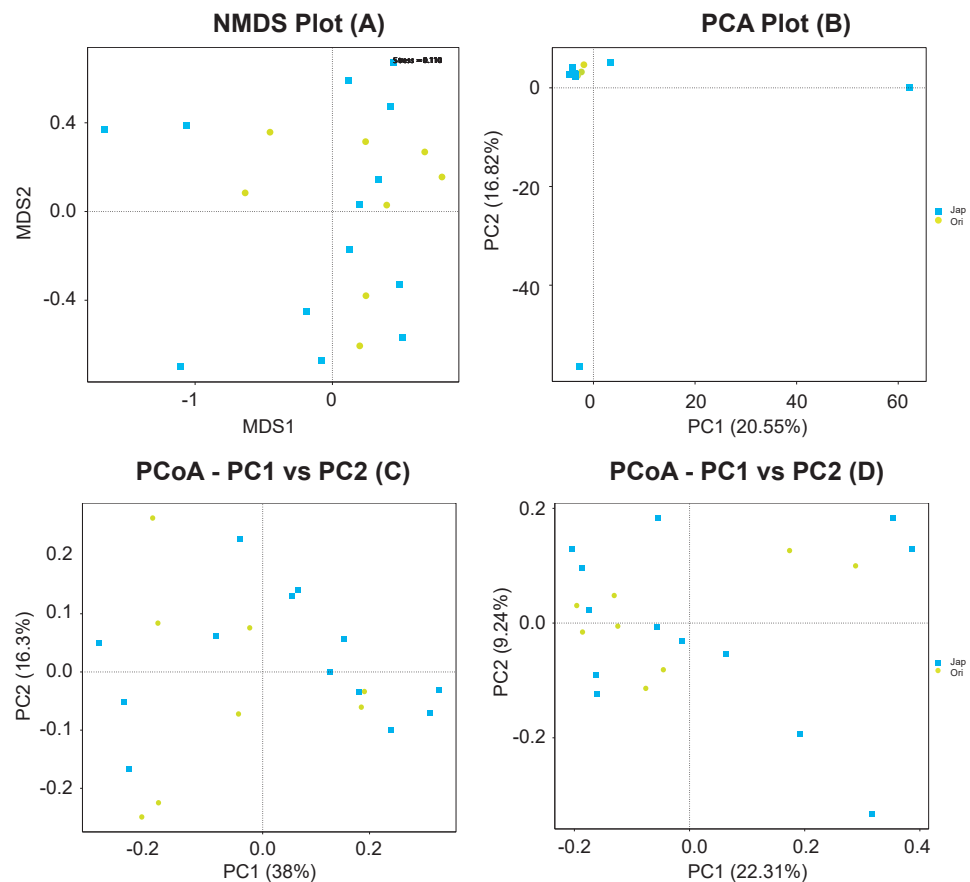 NMDS Plot (A)
Stress = 0.110
0.4
0.0
-0.4
MDS2
-1
0
MDS1
PCA Plot (B)
0
-20
-40
PC2 (16.82%)
0
20
40
60
PC1 (20.55%)
Jap
Ori
PCoA - PC1 vs PC2 (C)
0.2
0.1
0.0
-0.1
-0.2
PC2 (16.3%)
-0.2
0.0
0.2
PC1 (38%)
PCoA - PC1 vs PC2 (D)
0.2
0.0
-0.2
PC2 (9.24%)
-0.2
0.0
0.2
0.4
PC1 (22.31%)
Jap
Ori